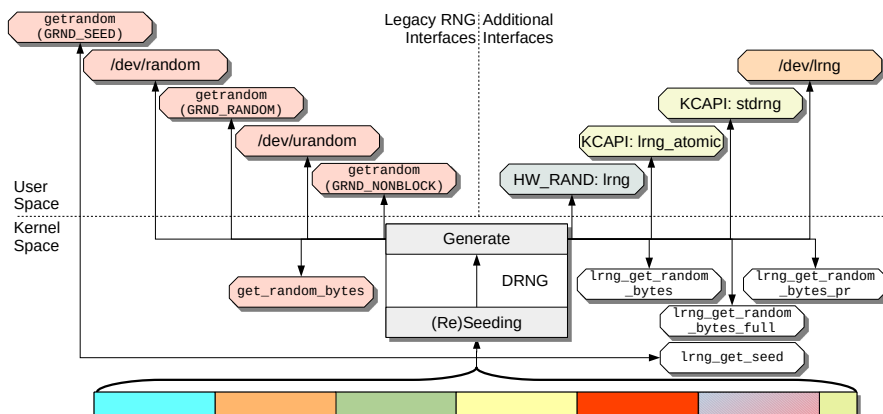 Legacy RNG
Interfaces
Additional
Interfaces
getrandom
(GRND_SEED)
/dev/random
getrandom
(GRND_RANDOM)
/dev/urandom
getrandom
(GRND_NONBLOCK)
/dev/lrng
KCAPI: stdrng
KCAPI: lrng_atomic
HW_RAND: lrng
User
Space
Kernel
Space
Generate
DRNG
(Re)Seeding
get_random_bytes
lrng_get_random
_bytes
lrng_get_random
_bytes_pr
lrng_get_random
_bytes_full
lrng_get_seed